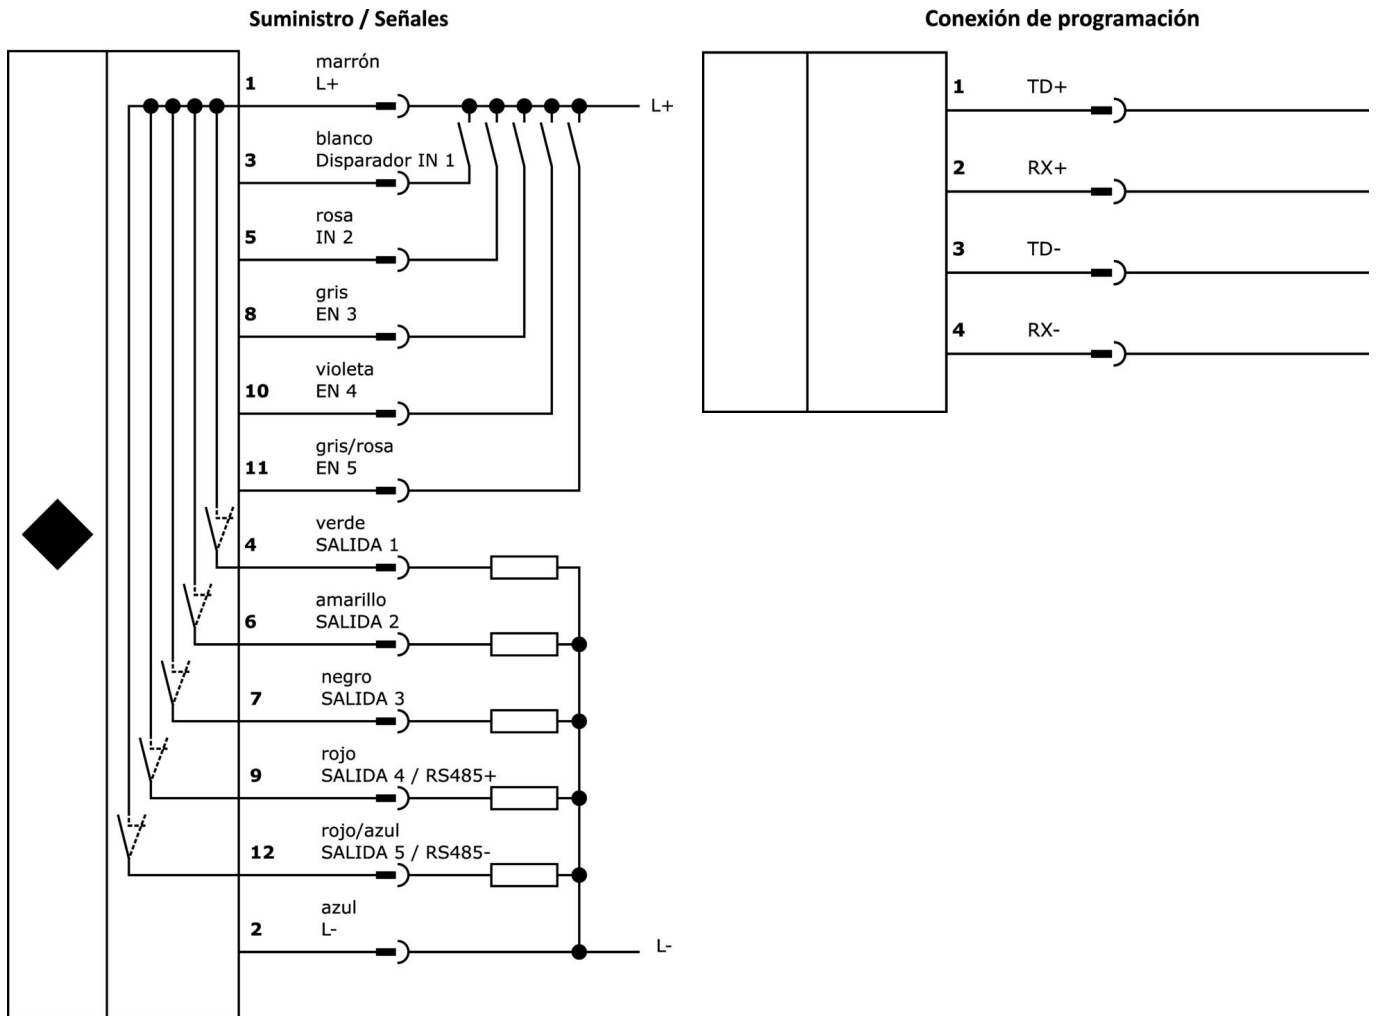 Suministro / Señales
1
marrón
L+
L+
3
blanco
Disparador IN 1
5
rosa
IN 2
8
gris
EN 3
10
violeta
EN 4
11
gris/rosa
EN 5
4
verde
SALIDA 1
6
amarillo
SALIDA 2
7
negro
SALIDA 3
9
rojo
SALIDA 4 / RS485+
12
rojo/azul
SALIDA 5 / RS485-
2
azul
L-
L-
Conexión de programación
1 TD+
2 RX+
3 TD-
4 RX-